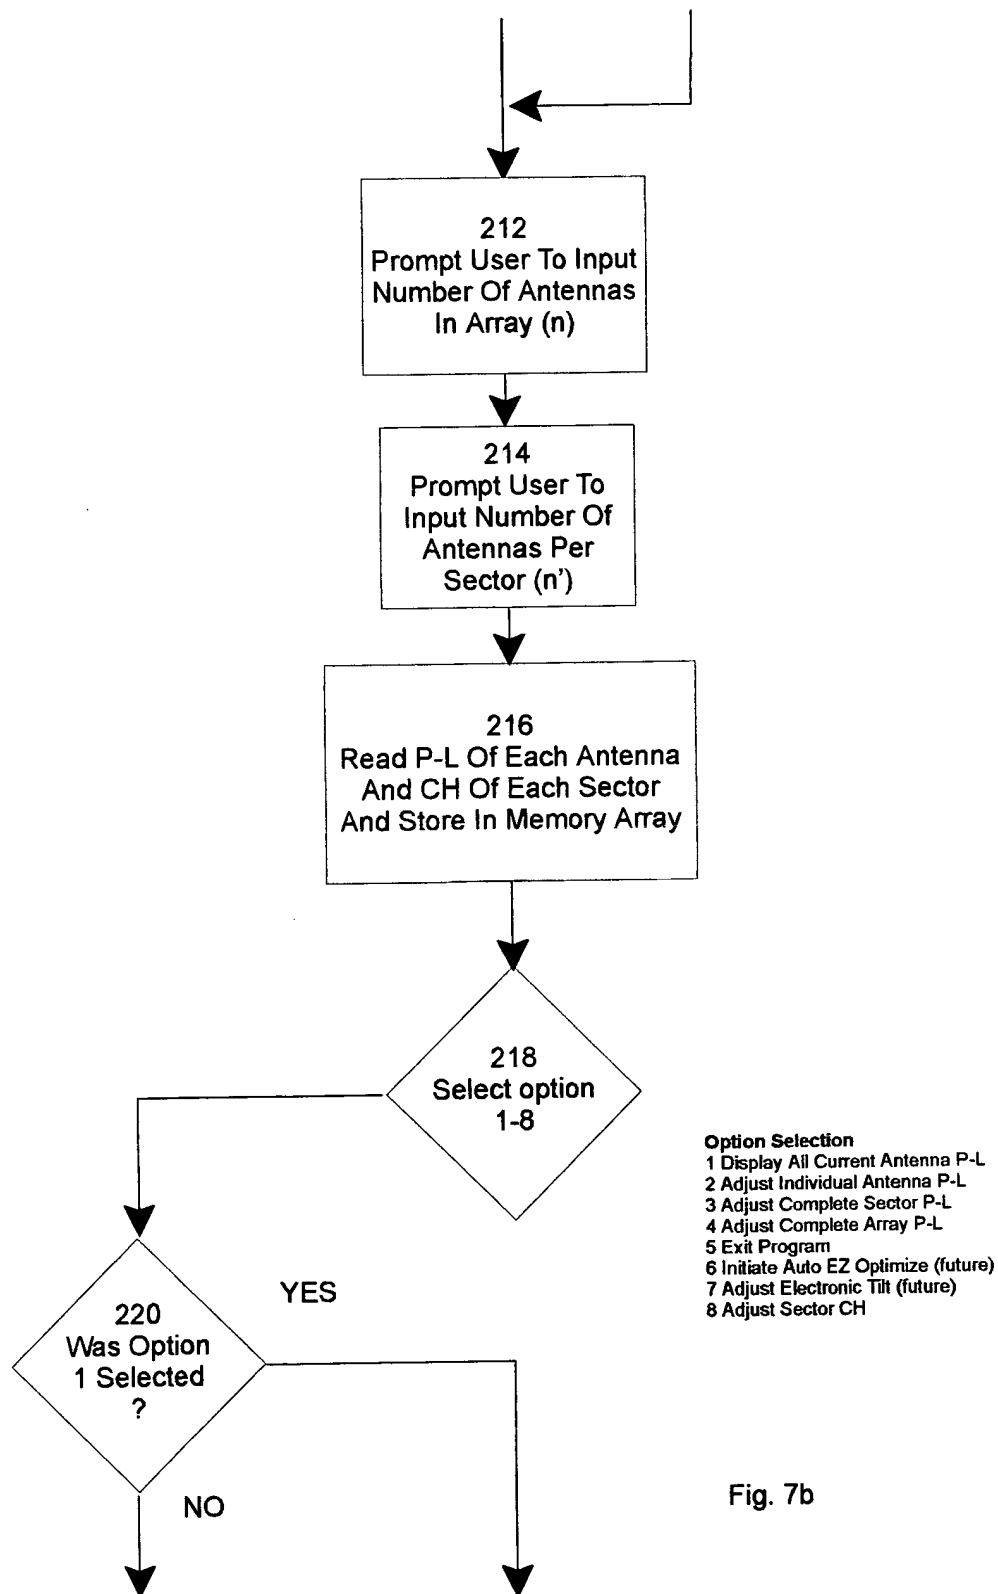 212
Prompt User To Input
Number Of Antennas
In Array (n)
214
Prompt User To
Input Number Of
Antennas Per
Sector (n')
216
Read P-L Of Each Antenna
And CH Of Each Sector
And Store In Memory Array
218
Select option
1-8
Option Selection
1 Display All Current Antenna P-L
2 Adjust Individual Antenna P-L
3 Adjust Complete Sector P-L
4 Adjust Complete Array P-L
5 Exit Program
6 Initiate Auto EZ Optimize (future)
7 Adjust Electronic Tilt (future)
8 Adjust Sector CH
220
Was Option
1 Selected
?
YES
NO
Fig. 7b